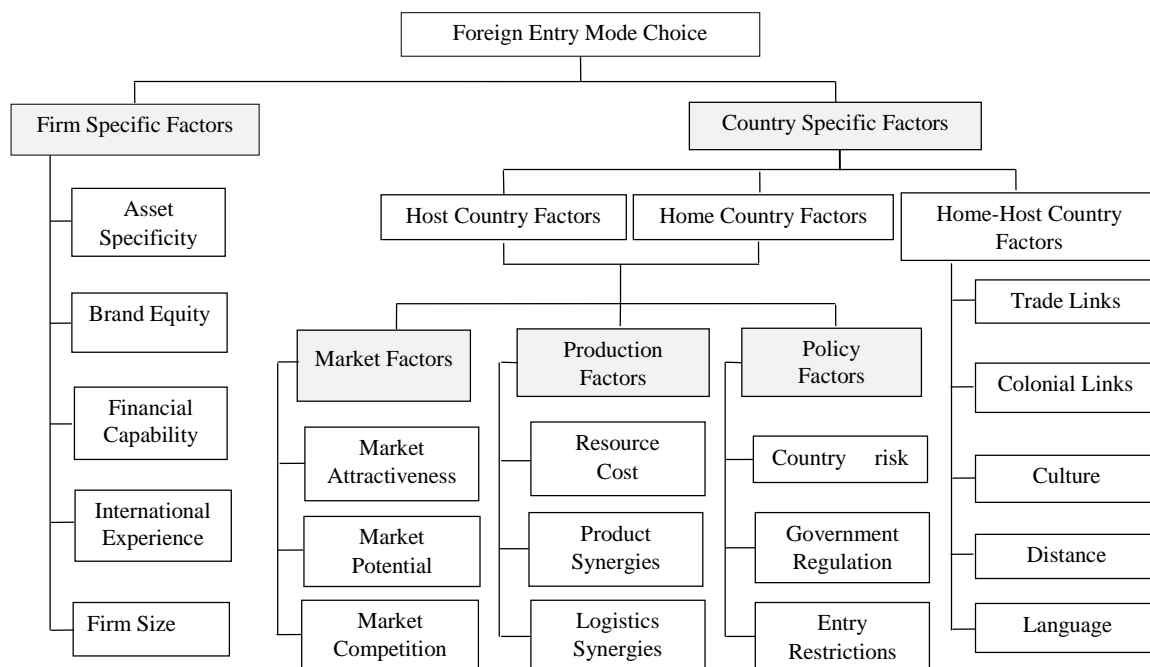 Foreign Entry Mode Choice
Firm Specific Factors
Country Specific Factors
Asset
Specificity
Brand Equity
Financial
Capability
International
Experience
Firm Size
Host Country Factors
Home Country Factors
Home-Host Country
Factors
Market Factors
Market
Attractiveness
Market
Potential
Market
Competition
Production
Factors
Resource
Cost
Product
Synergies
Logistics
Synergies
Policy
Factors
Country risk
Government
Regulation
Entry
Restrictions
Trade Links
Colonial Links
Culture
Distance
Language